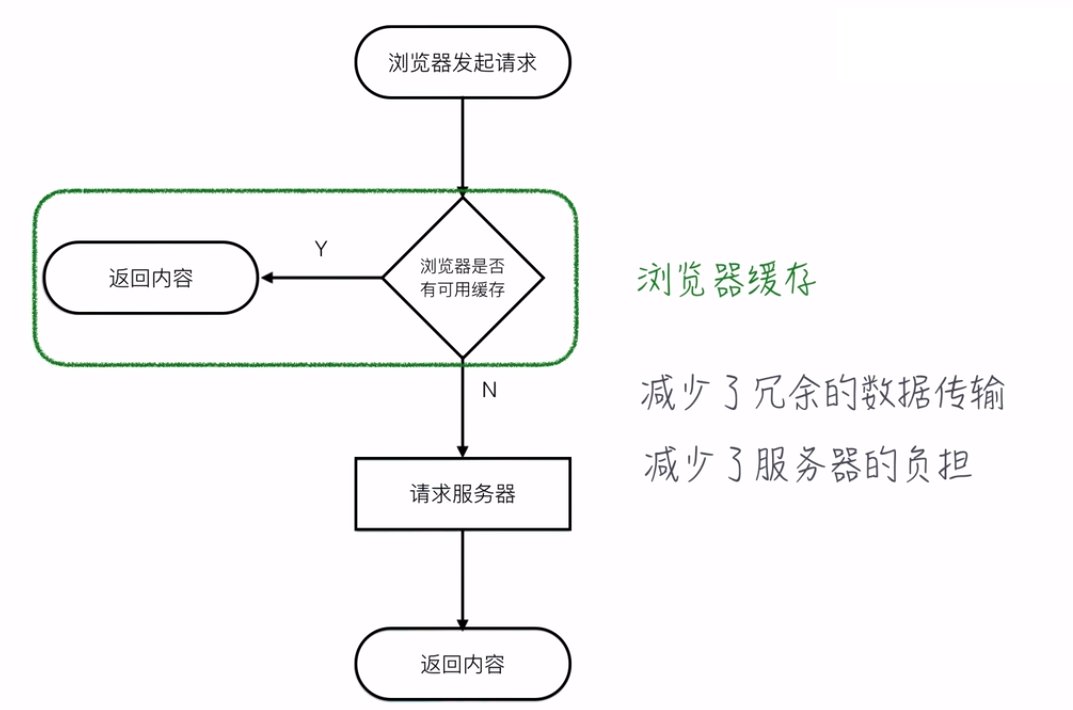 浏览器发起请求
Y
返回内容
浏览器是否
有可用缓存
浏览器缓存
N
减少了冗余的数据传输
减少了服务器的负担
请求服务器
返回内容